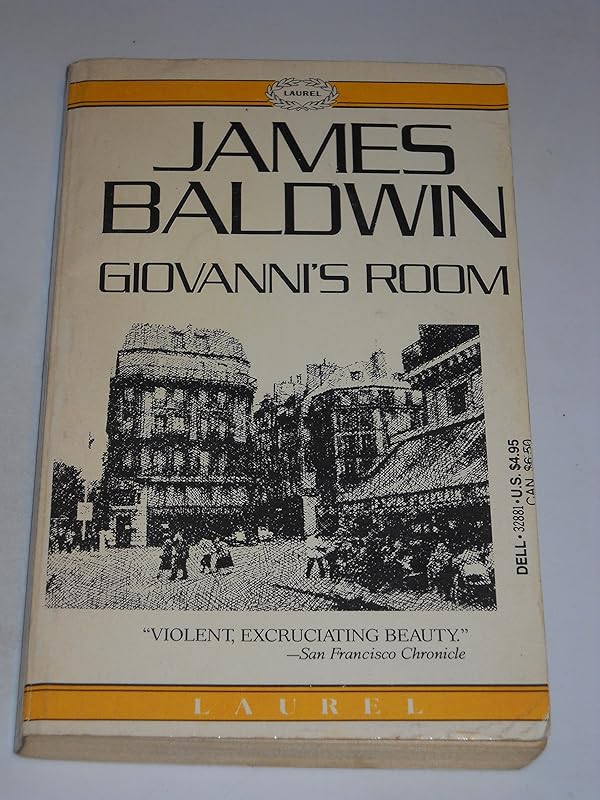 LAUREL
JAMES
BALDWIN
GIOVANNI'S ROOM
DELL • 32881 • U.S. $4.95
CAN. $6.50
“VIOLENT, EXCRUCIATING BEAUTY.”
—San Francisco Chronicle
LAUREL